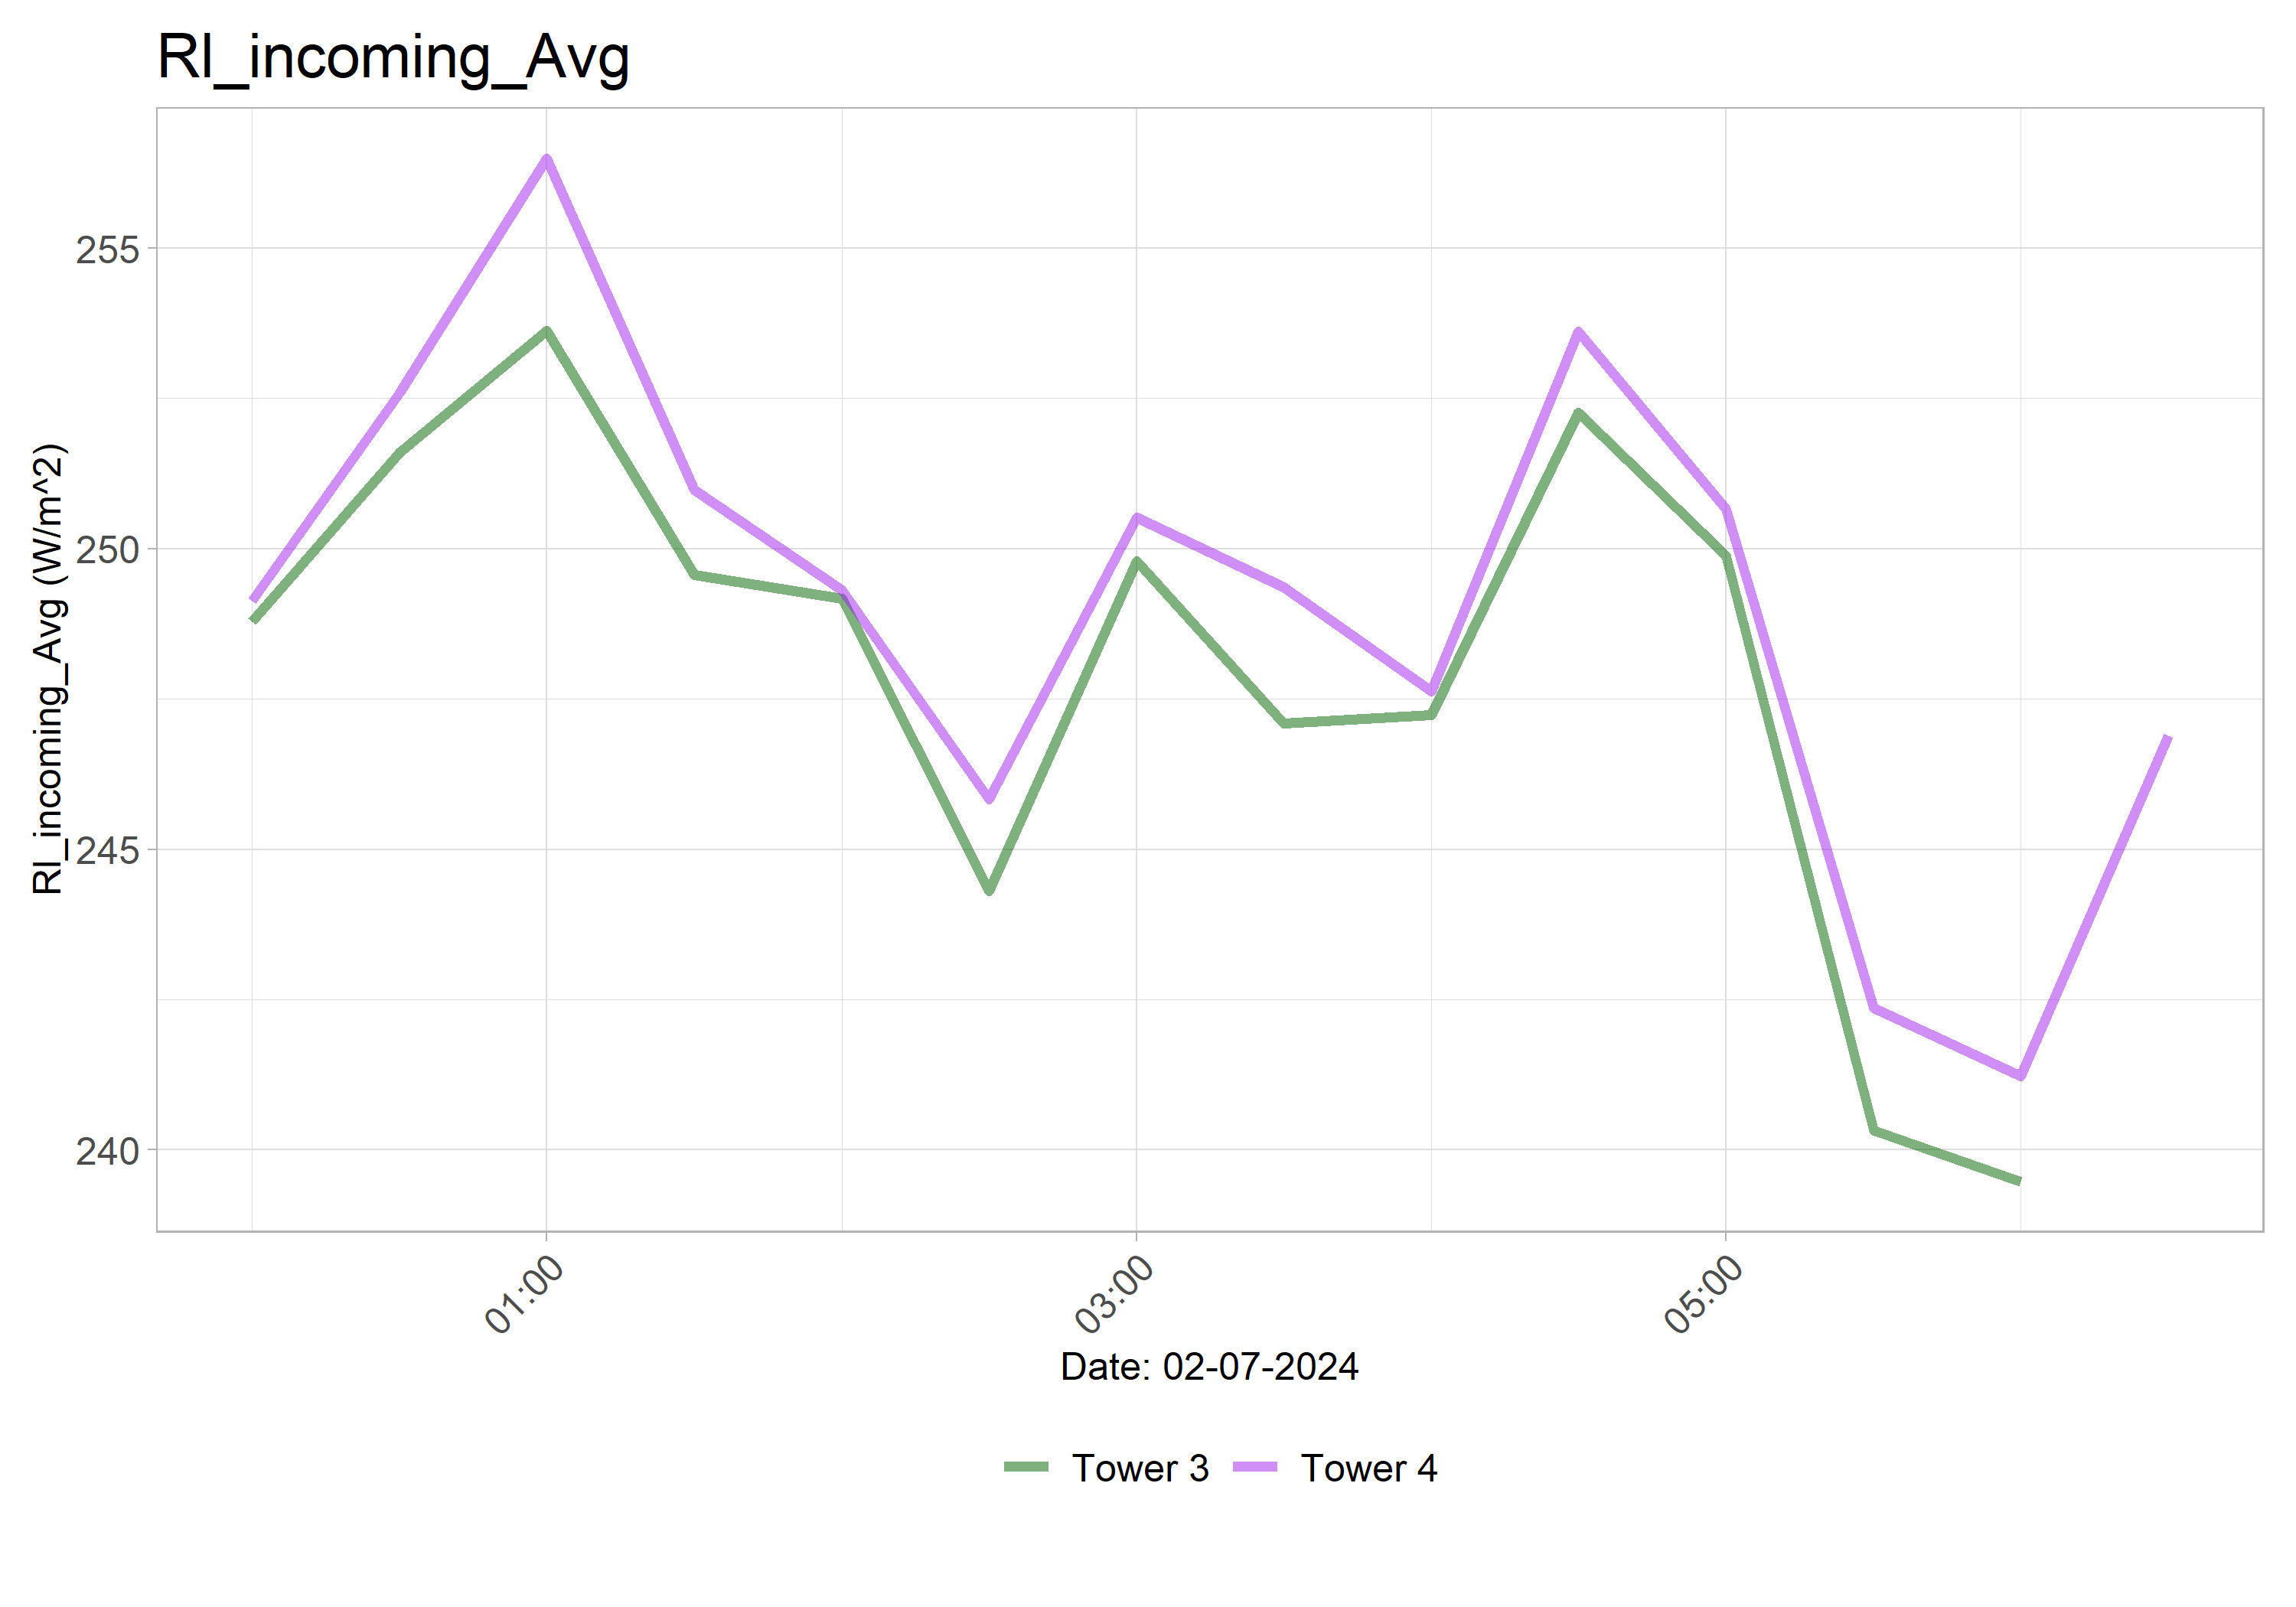 Rl_incoming_Avg
Rl_incoming_Avg (W/m^2)
255
250
245
240
01:00
03:00
05:00
Date: 02-07-2024
Tower 3
Tower 4